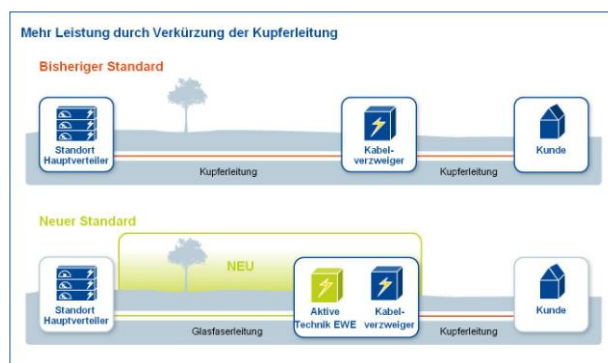 Mehr Leistung durch Verkürzung der Kupferleitung
Bisheriger Standard
Standort
Hauptverteiler
Kupferleitung
Kabel-
verzweiger
Kupferleitung
Kunde
Neuer Standard
NEU
Standort
Hauptverteiler
Glasfaserleitung
Aktive
Technik EWE
Kabel-
verzweiger
Kupferleitung
Kunde